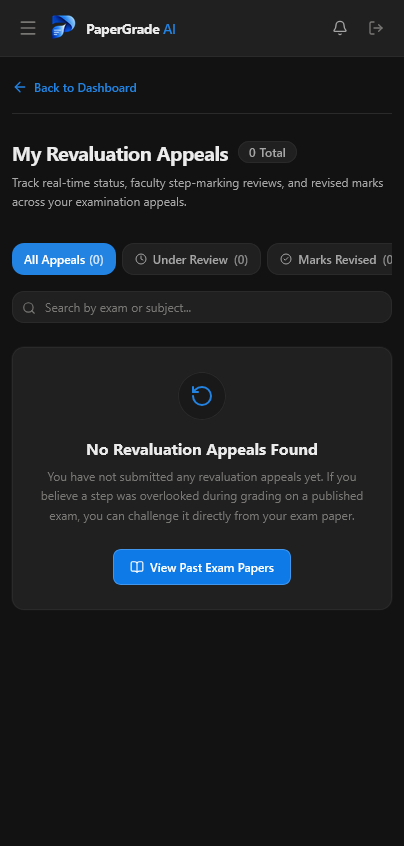 PaperGrade AI
Back to Dashboard
My Revaluation Appeals
0 Total
Track real-time status, faculty step-marking reviews, and revised marks
across your examination appeals.
All Appeals (0)
Under Review (0)
Marks Revised (0
Search by exam or subject...
No Revaluation Appeals Found
You have not submitted any revaluation appeals yet. If you
believe a step was overlooked during grading on a published
exam, you can challenge it directly from your exam paper.
View Past Exam Papers